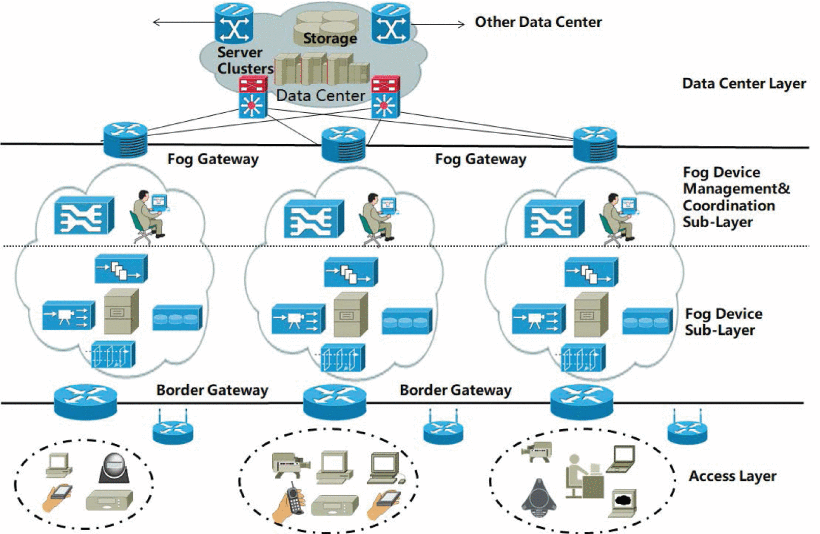 Other Data Center
Storage
Server
Clusters
Data Center
Data Center Layer
Fog Gateway
Fog Gateway
Fog Device
Management&
Coordination
Sub-Layer
Fog Device
Sub-Layer
Border Gateway
Border Gateway
Access Layer